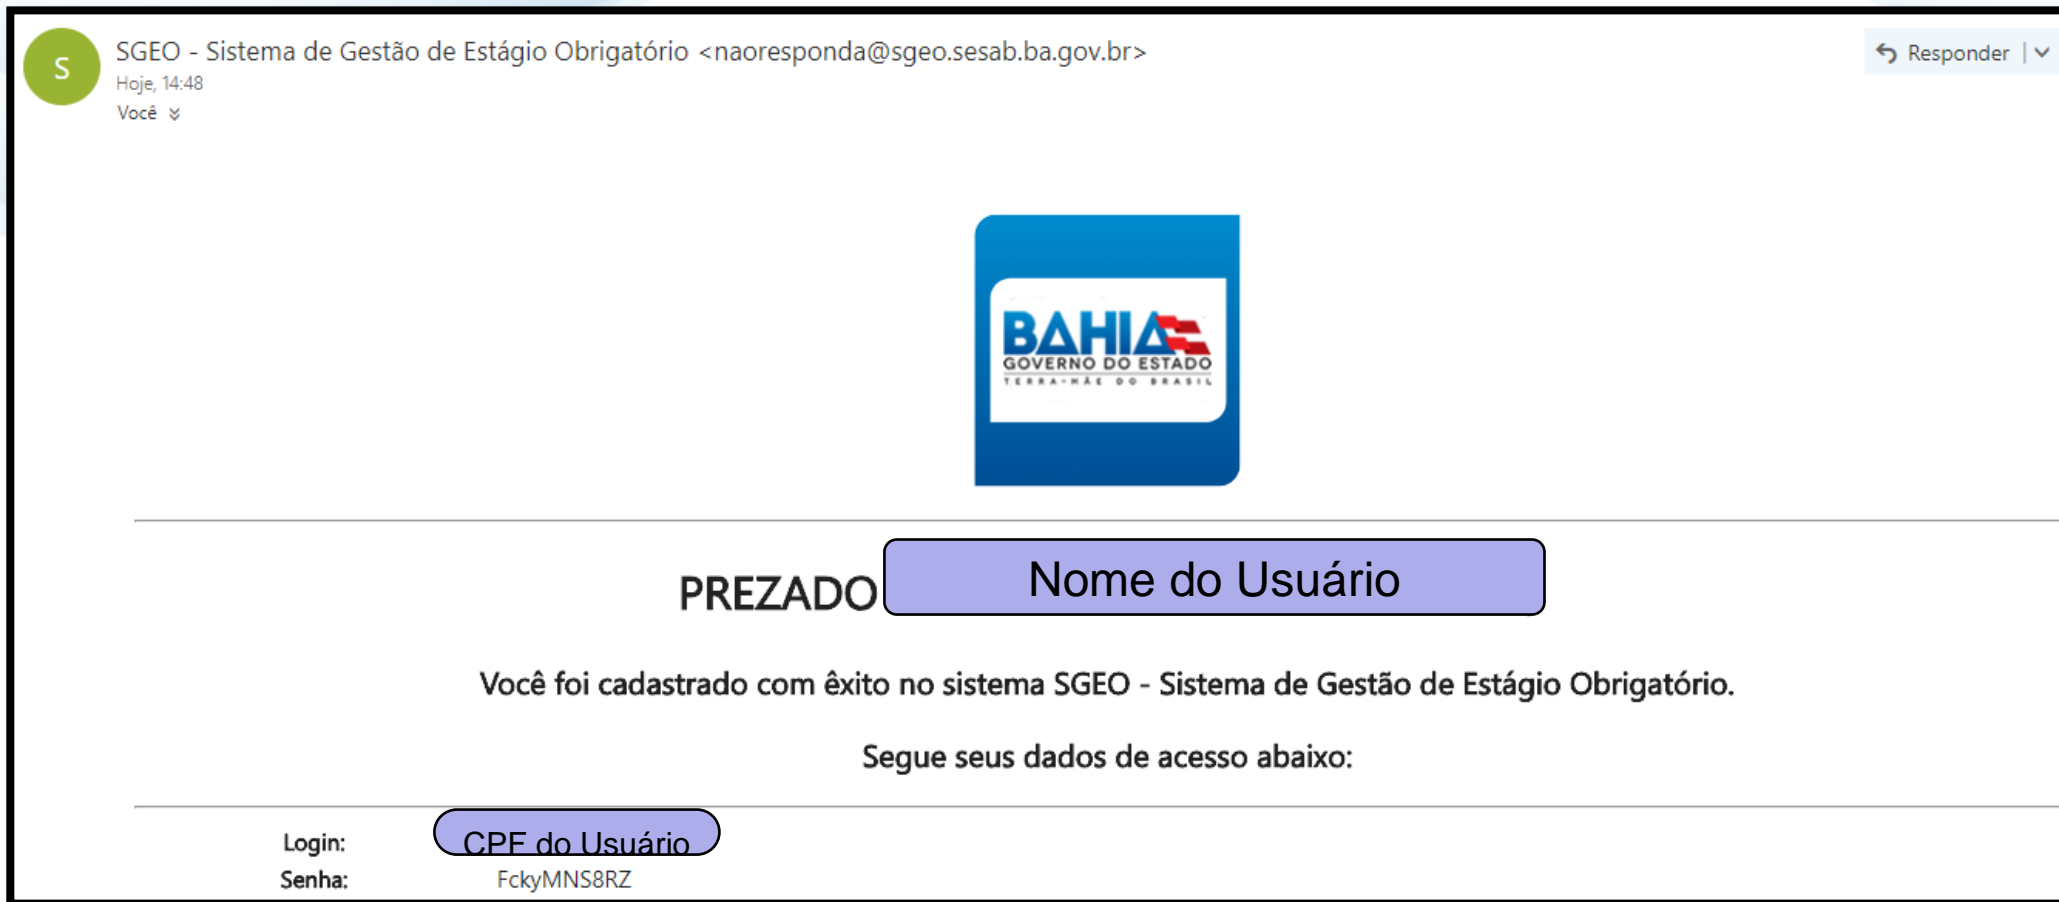 S
SGEO - Sistema de Gestão de Estágio Obrigatório <naoresponda@sgeo.sesab.ba.gov.br>
Responder
Hoje, 14:48
Você
BAHIA
GOVERNO DO ESTADO
TERRA-MÃE DO BRASIL
PREZADO Nome do Usuário
Você foi cadastrado com êxito no sistema SGEO - Sistema de Gestão de Estágio Obrigatório.
Segue seus dados de acesso abaixo:
Login: CPF do Usuário
Senha: FckyMNS8RZ